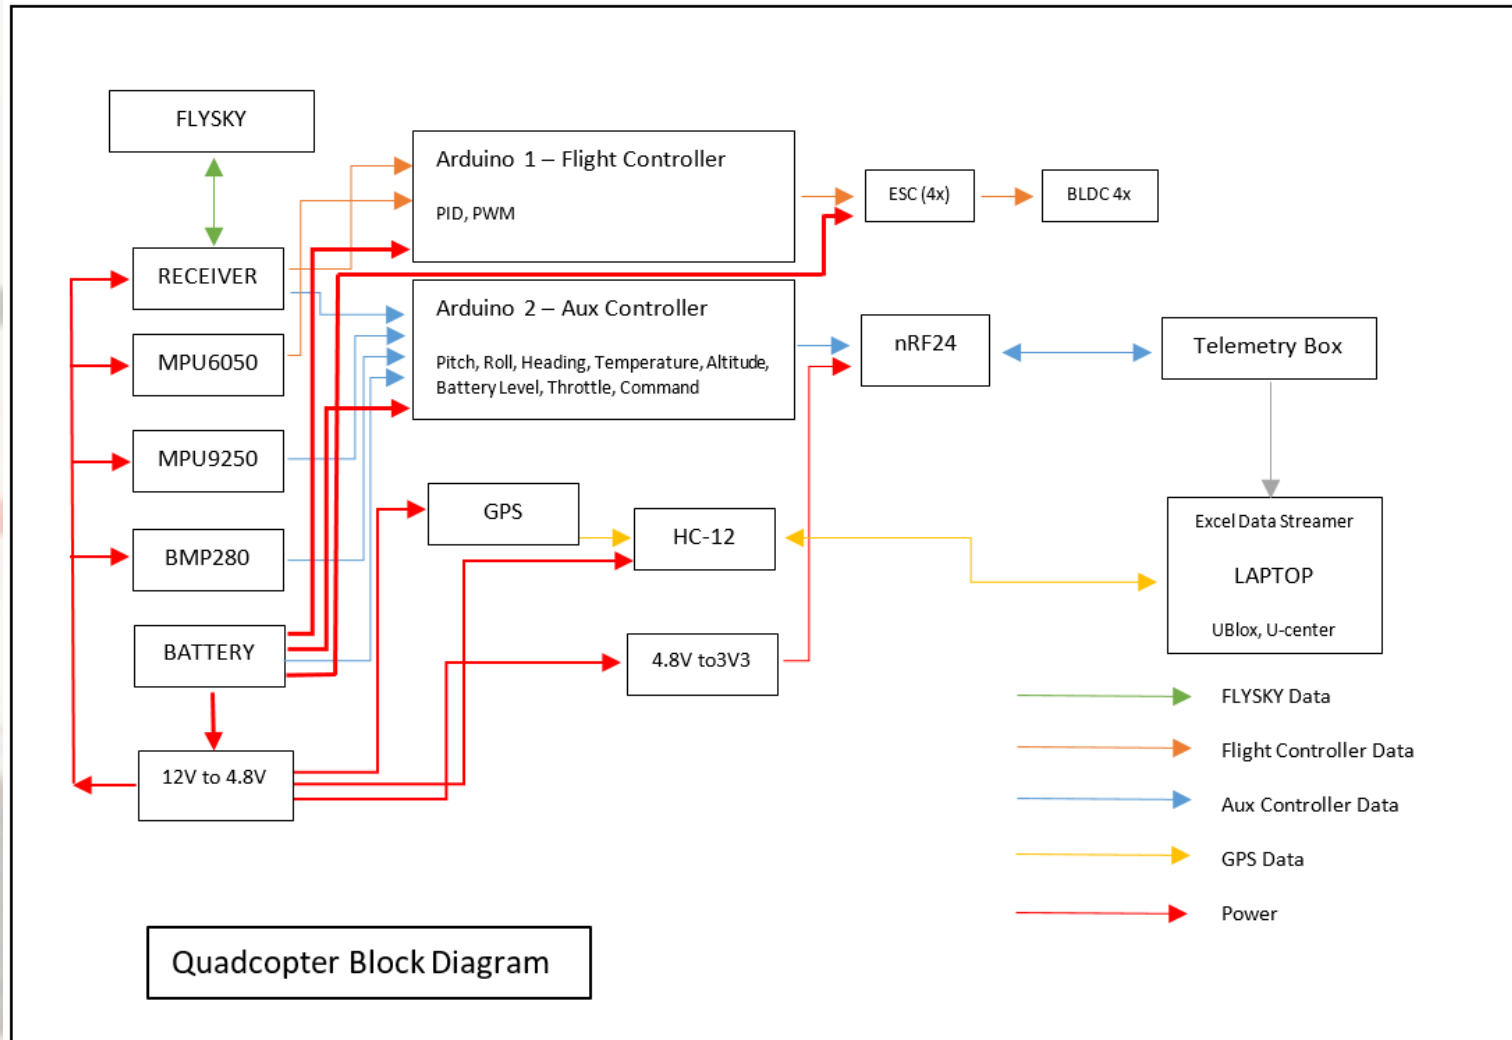 FLYSKY
Arduino 1 – Flight Controller
PID, PWM
ESC (4x)
BLDC 4x
RECEIVER
Arduino 2 – Aux Controller
Pitch, Roll, Heading, Temperature, Altitude,
Battery Level, Throttle, Command
nRF24
Telemetry Box
MPU6050
MPU9250
GPS
HC-12
Excel Data Streamer
LAPTOP
UBlox, U-center
BMP280
BATTERY
4.8V to3V3
12V to 4.8V
FLYSKY Data
Flight Controller Data
Aux Controller Data
GPS Data
Power
Quadcopter Block Diagram